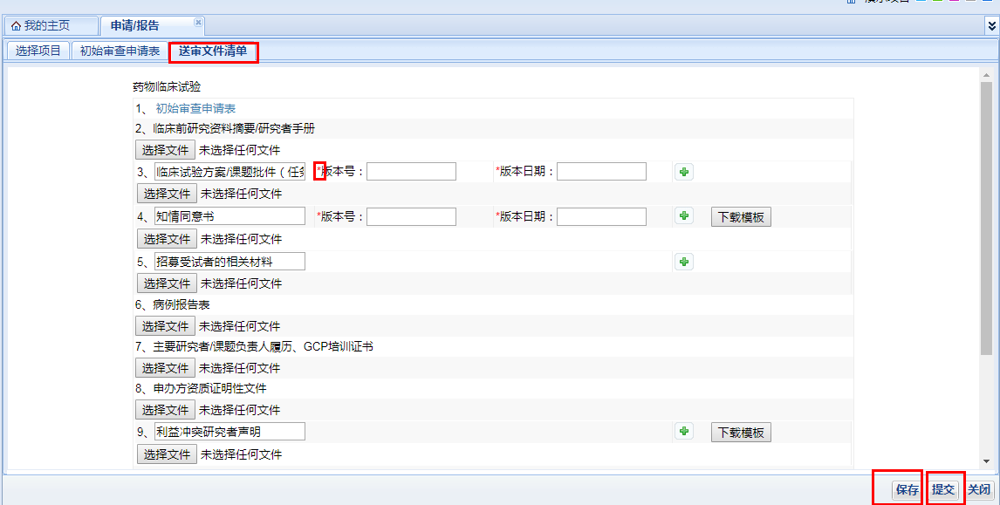 我的主页 申请/报告
选择项目 初始审查申请表 送审文件清单
药物临床试验
1、 初始审查申请表
2、临床前研究资料摘要/研究者手册
选择文件 未选择任何文件
3、 临床试验方案/课题批件（任务 *版本号： *版本日期：
选择文件 未选择任何文件
4、 知情同意书 *版本号： *版本日期： 下载模板
选择文件 未选择任何文件
5、 招募受试者的相关材料
选择文件 未选择任何文件
6、病例报告表
选择文件 未选择任何文件
7、主要研究者/课题负责人履历、GCP培训证书
选择文件 未选择任何文件
8、申办方资质证明性文件
选择文件 未选择任何文件
9、 利益冲突研究者声明 下载模板
选择文件 未选择任何文件
保存 提交 关闭